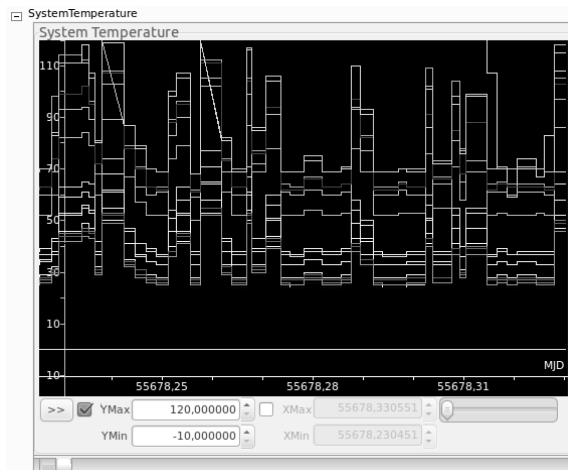 SystemTemperature
System Temperature
110
90
70
50
30
10
10
MJD
55678,25 55678,28 55678,31
>> YMax 120,000000 XMax 55678,330551
YMin -10,000000 XMin 55678,230451